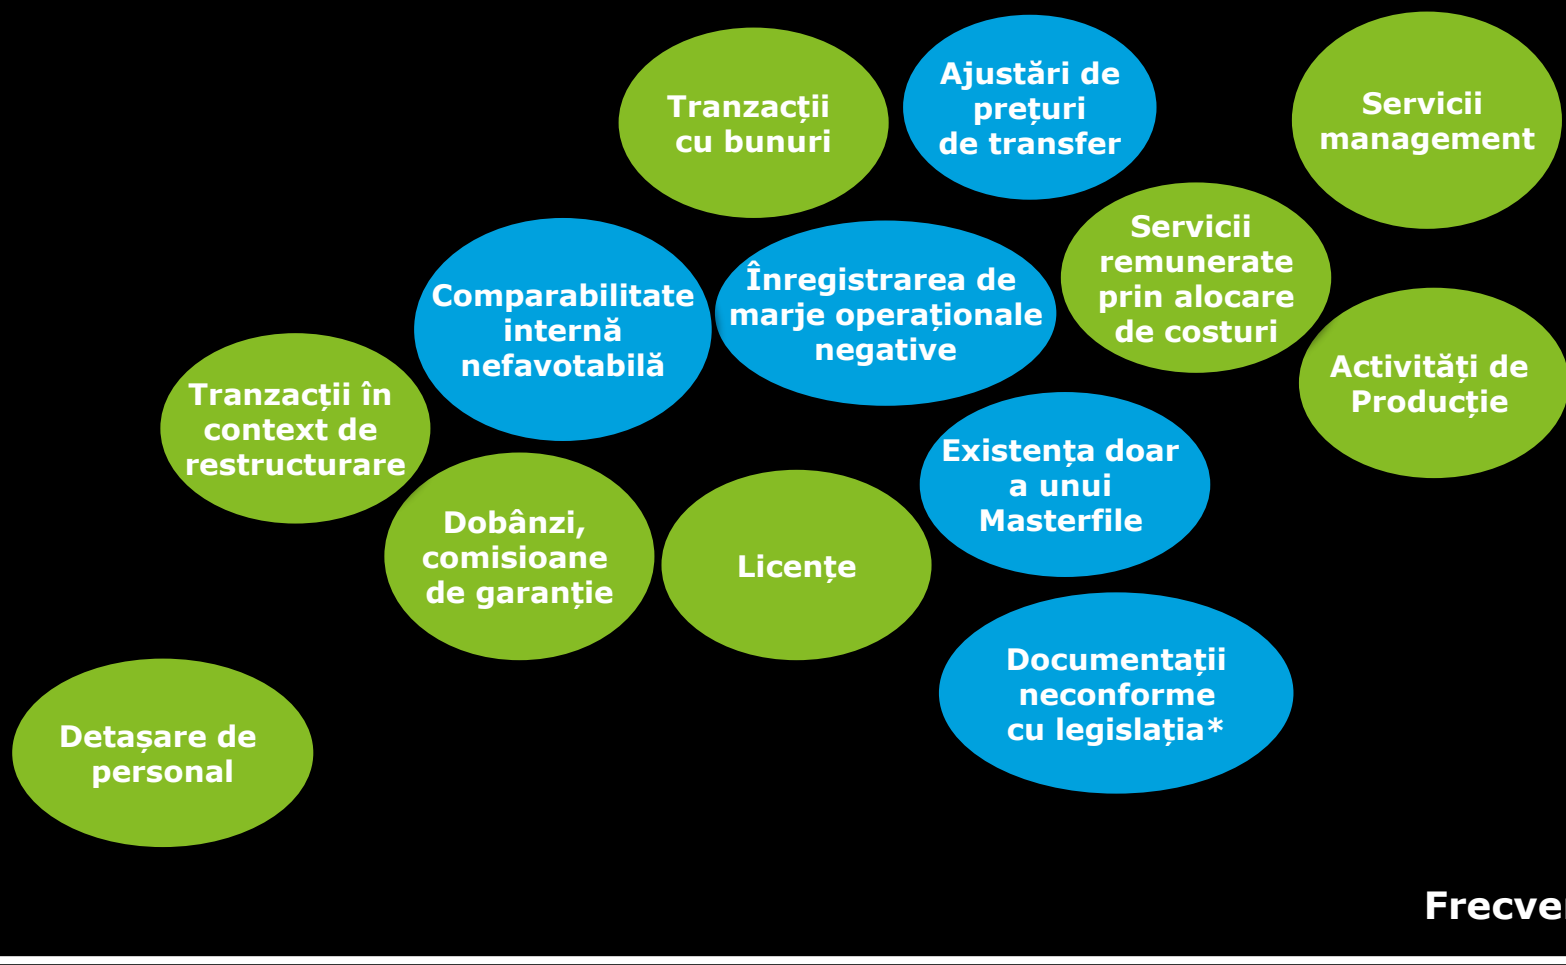 Tranzacții
cu bunuri
Ajustări de
prețuri
de transfer
Servicii
management
Comparabilitate
internă
nefavotabilă
Înregistrarea de
marje operaționale
negative
Servicii
remunerate
prin alocare
de costuri
Activități de
Producție
Tranzacții în
context de
restructurare
Dobânzi,
comisioane
de garanție
Licențe
Existența doar
a unui
Masterfile
Documentații
neconforme
cu legislația*
Detașare de
personal